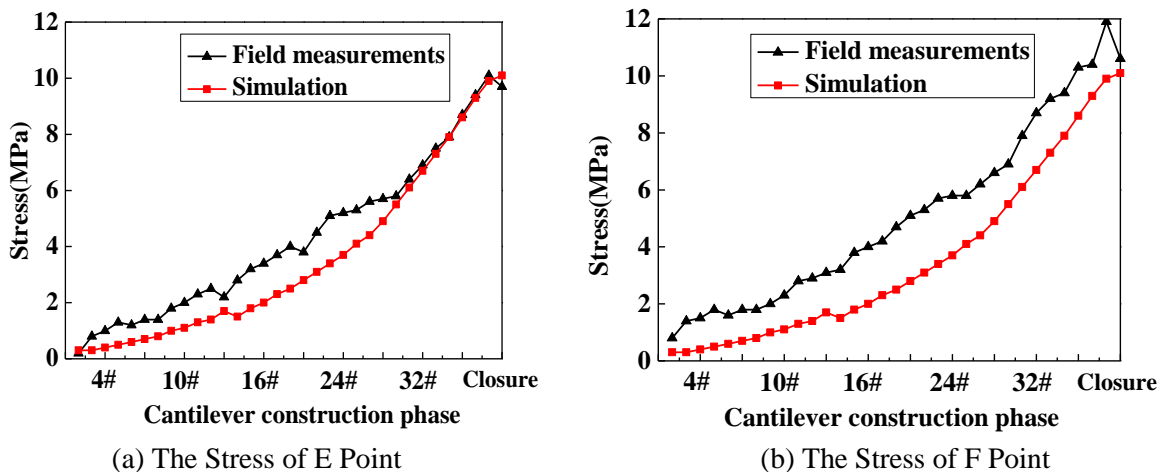 12
10
8
6
4
2
0
Stress(MPa)
Field measurements
Simulation
4# 10# 16# 24# 32# Closure
Cantilever construction phase
(a) The Stress of E Point
12
10
8
6
4
2
0
Stress(MPa)
Field measurements
Simulation
4# 10# 16# 24# 32# Closure
Cantilever construction phase
(b) The Stress of F Point